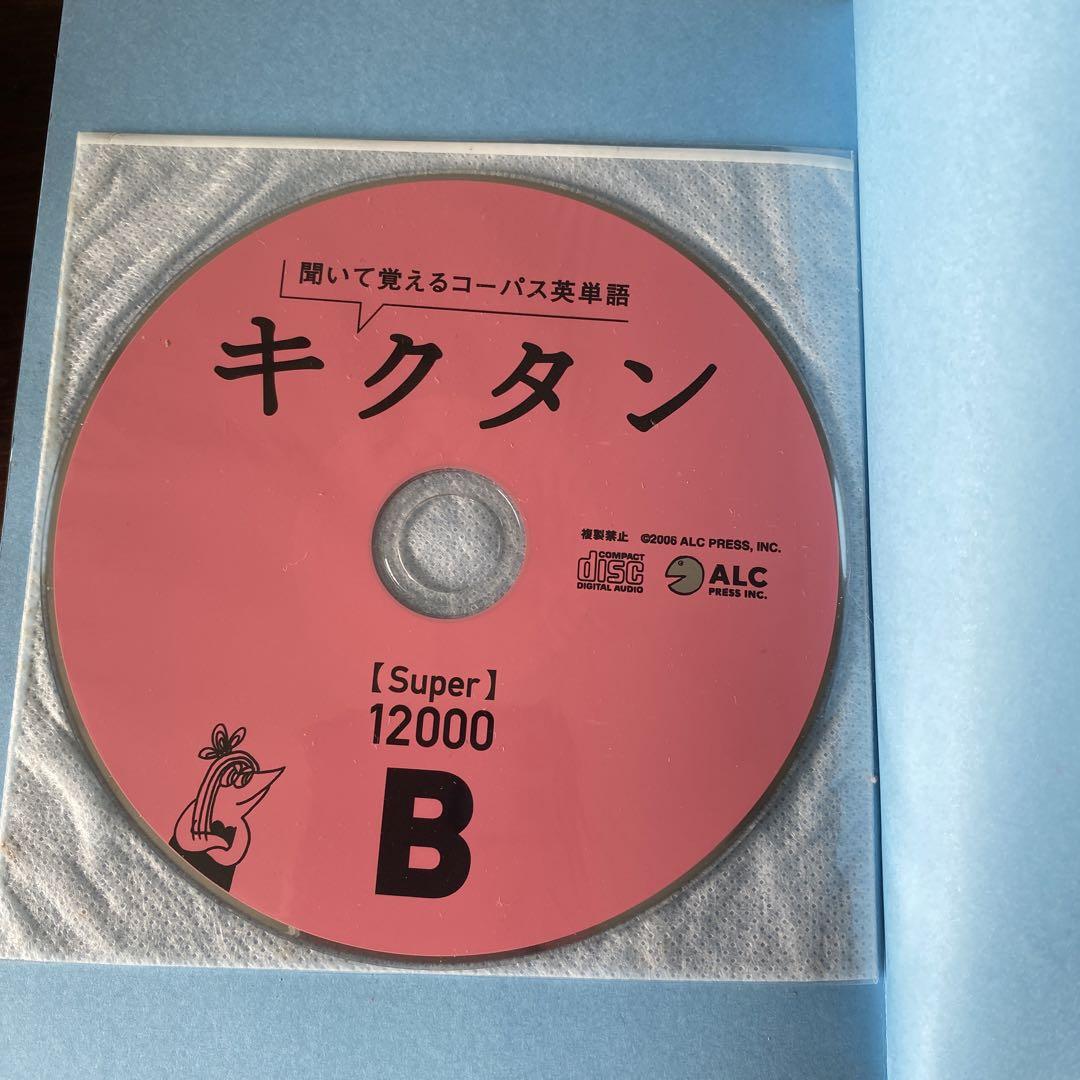 聞いて覚えるコーパス英単語
キクタン
複製禁止 ©2006 ALC PRESS, INC.
COMPACT
disc
DIGITAL AUDIO
ALC
PRESS INC.
【Super】
12000
B